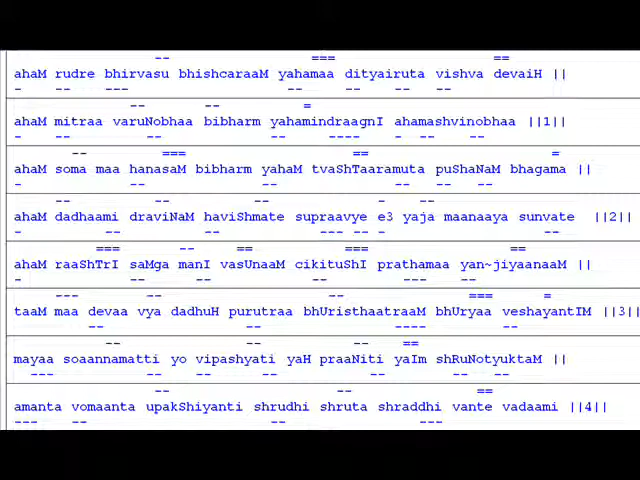 ahaM rudre bhirvasu bhishcaraaM yahamaa dityairuta vishva devaiH ||
ahaM mitraa varuNobhaa bibharm yahamindraagnI ahamashvinobhaa ||1||
ahaM soma maa hanasaM bibharm yahaM tvaShTaaramuta puShaNaM bhagama ||
ahaM dadhaami draviNaM haviShmate supraavye e3 yaja maanaaya sunvate ||2||
ahaM raaShTrI saMga manI vasUnaaM cikituShI prathamaa yan~jiyaanaaM ||
taaM maa devaa vya dadhuH purutraa bhUristhaatraaM bhUryaa veshayantIM ||3||
mayaa soaannamatti yo vipashyati yaH praaNiti yaIm shRuNotyuktaM ||
amanta vomaanta upakShiyanti shrudhi shruta shraddhi vante vadaami ||4||